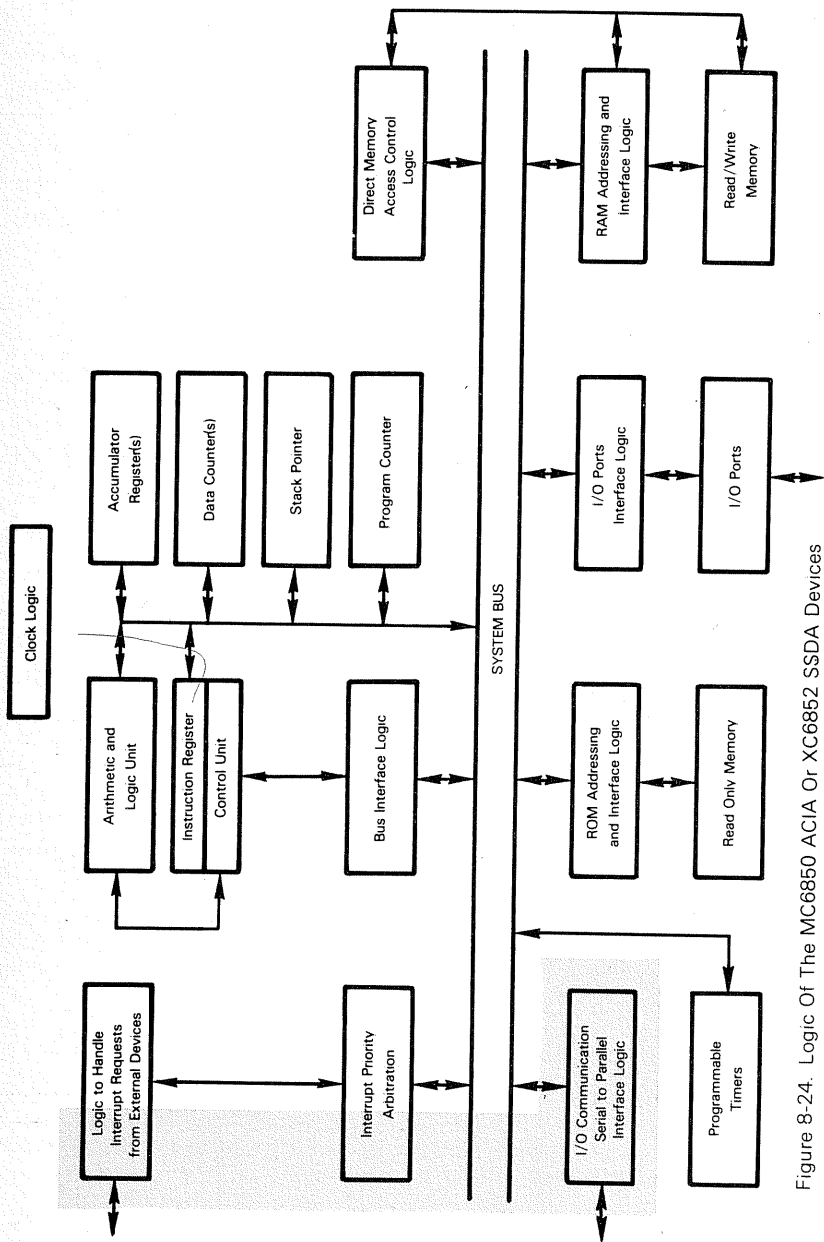 Clock Logic
Logic to Handle
Interrupt Requests
from External Devices
Arithmetic and
Logic Unit
Accumulator
Register(s)
Instruction Register
Control Unit
Data Counter(s)
Stack Pointer
Program Counter
Direct Memory
Access Control
Logic
Interrupt Priority
Arbitration
Bus Interface Logic
SYSTEM BUS
I/O Communication
Serial to Parallel
Interface Logic
ROM Addressing
and Interface Logic
I/O Ports
Interface Logic
RAM Addressing and
Interface Logic
Programmable
Timers
Read Only Memory
I/O Ports
Read/Write
Memory
Figure 8-24. Logic Of The MC6850 ACIA Or XC6852 SSDA Devices